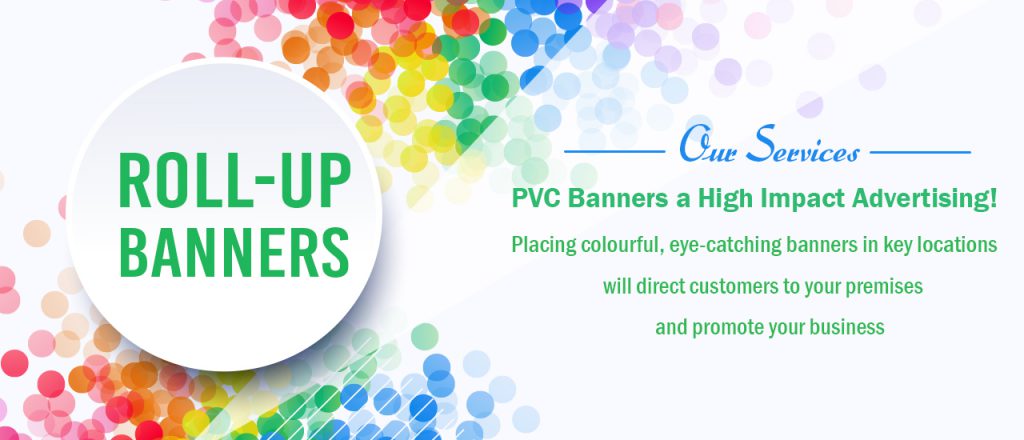 ROLL-UP
BANNERS
Our Services
PVC Banners a High Impact Advertising!
Placing colourful, eye-catching banners in key locations
will direct customers to your premises
and promote your business